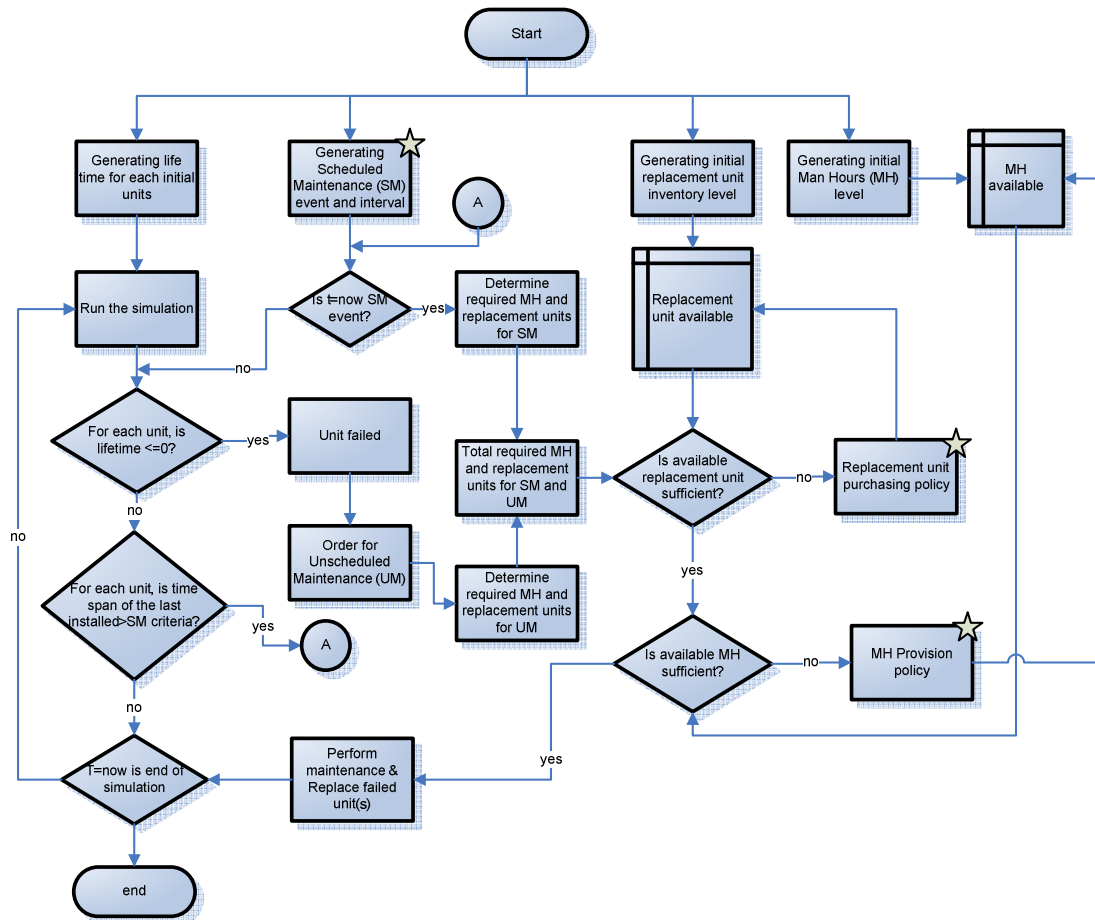 Start
Generating life
time for each initial
units
Generating
Scheduled
Maintenance (SM)
event and interval
A
Generating initial
replacement unit
inventory level
Generating initial
Man Hours (MH)
level
MH
available
Run the simulation
Is t=now SM
event?
yes
Determine
required MH and
replacement units
for SM
Replacement
unit available
no
For each unit, is
lifetime <=0?
yes
Unit failed
Total required MH
and replacement
units for SM and
UM
Is available
replacement unit
sufficient?
no
Replacement unit
purchasing policy
no
no
Order for
Unscheduled
Maintenance (UM)
Determine
required MH and
replacement units
for UM
yes
For each unit, is time
span of the last
installed>SM criteria?
yes
A
Is available MH
sufficient?
no
MH Provision
policy
no
yes
T=now is end of
simulation
Perform
maintenance &
Replace failed
unit(s)
end